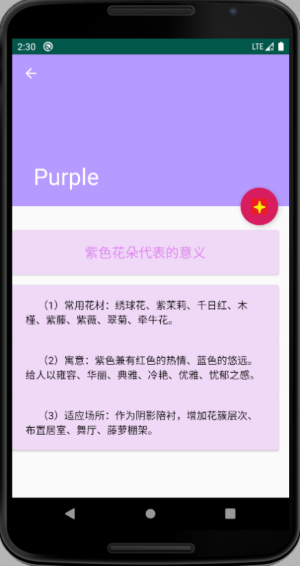 2:30 LTE
Purple
紫色花朵代表的意义
（1）常用花材：绣球花、紫茉莉、千日红、木
槿、紫藤、紫薇、翠菊、牵牛花。
（2）寓意：紫色兼有红色的热情、蓝色的悠远。
给人以雍容、华丽、典雅、冷艳、优雅、忧郁之感。
（3）适应场所：作为阴影陪衬，增加花簇层次、
布置居室、舞厅、藤萝棚架。